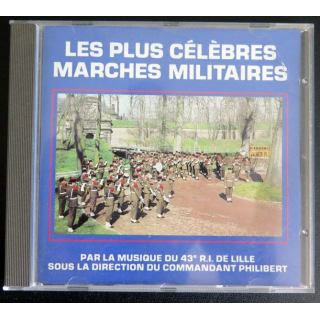 LES PLUS CÉLÈBRES
MARCHES MILITAIRES
PAR LA MUSIQUE DU 43e R.I. DE LILLE
SOUS LA DIRECTION DU COMMANDANT PHILIBERT